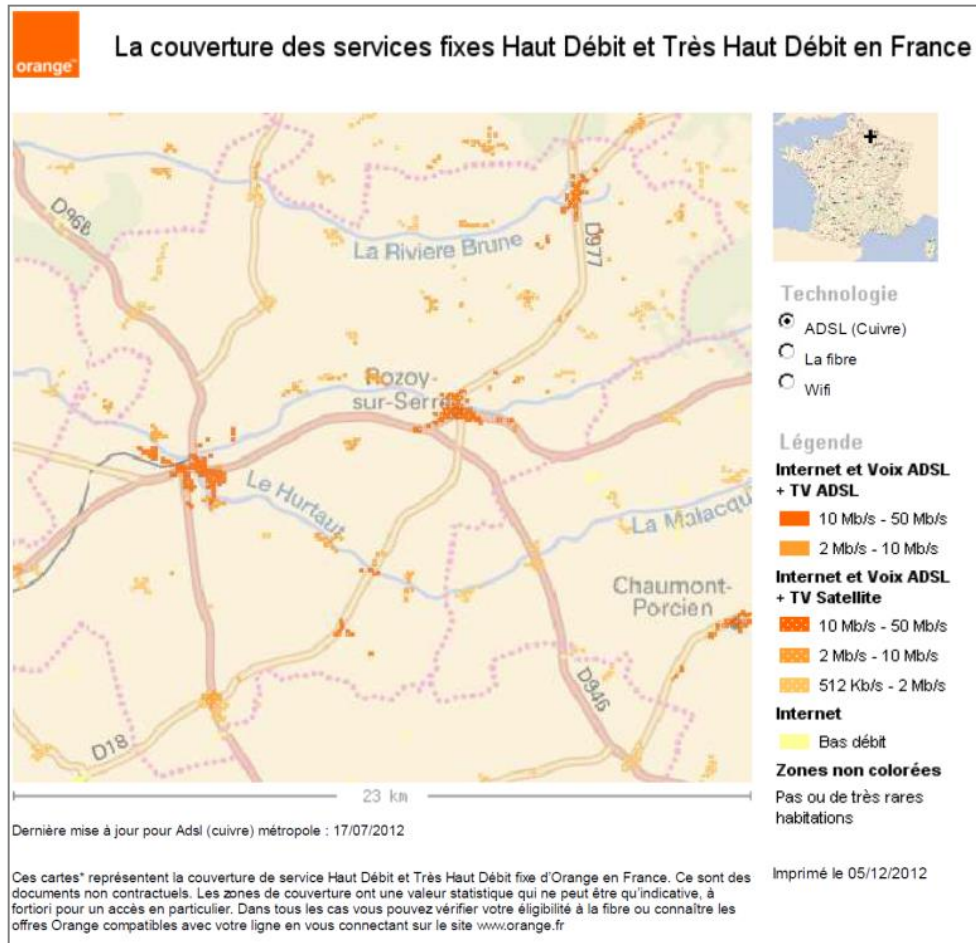 orange™
La couverture des services fixes Haut Débit et Très Haut Débit en France
D968
La Riviere Brune
D977
Rozoy-
sur-Serre
Le Hurtaut
La Malacqu
Chaumont-
Porcien
D946
D18
23 km
Technologie
ADSL (Cuivre)
La fibre
Wifi
Légende
Internet et Voix ADSL
+ TV ADSL
10 Mb/s - 50 Mb/s
2 Mb/s - 10 Mb/s
Internet et Voix ADSL
+ TV Satellite
10 Mb/s - 50 Mb/s
2 Mb/s - 10 Mb/s
512 Kb/s - 2 Mb/s
Internet
Bas débit
Zones non colorées
Pas ou de très rares
habitations
Dernière mise à jour pour Adsl (cuivre) métropole : 17/07/2012
Ces cartes* représentent la couverture de service Haut Débit et Très Haut Débit fixe d'Orange en France. Ce sont des
documents non contractuels. Les zones de couverture ont une valeur statistique qui ne peut être qu'indicative, à
fortiori pour un accès en particulier. Dans tous les cas vous pouvez vérifier votre éligibilité à la fibre ou connaître les
offres Orange compatibles avec votre ligne en vous connectant sur le site www.orange.fr
Imprimé le 05/12/2012